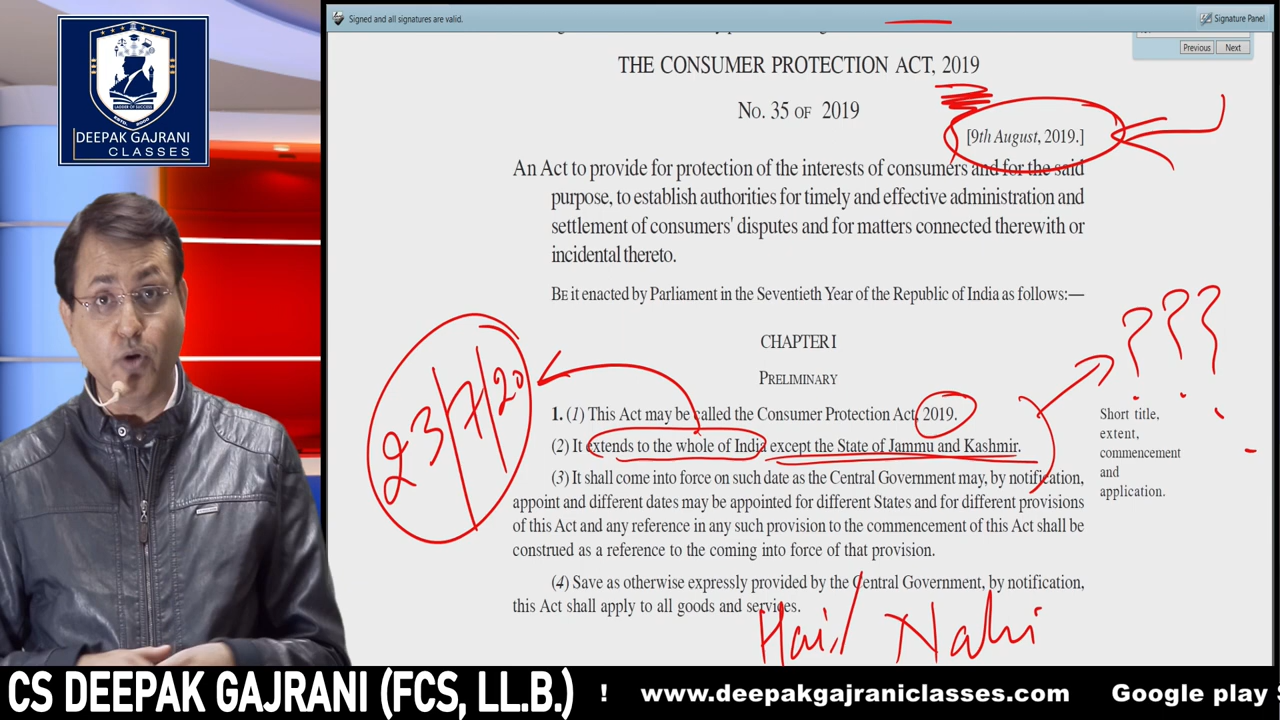 Signed and all signatures are valid.
Signature Panel
Previous
Next
DEEPAK GAJRANI
CLASSES
THE CONSUMER PROTECTION ACT, 2019
No. 35 OF 2019
[9th August, 2019.]
An Act to provide for protection of the interests of consumers and for the said
purpose, to establish authorities for timely and effective administration and
settlement of consumers' disputes and for matters connected therewith or
incidental thereto.
BE it enacted by Parliament in the Seventieth Year of the Republic of India as follows:—
CHAPTER I
PRELIMINARY
???
23/7/20
1. (1) This Act may be called the Consumer Protection Act, 2019.
(2) It extends to the whole of India except the State of Jammu and Kashmir.
(3) It shall come into force on such date as the Central Government may, by notification,
appoint and different dates may be appointed for different States and for different provisions
of this Act and any reference in any such provision to the commencement of this Act shall be
construed as a reference to the coming into force of that provision.
(4) Save as otherwise expressly provided by the Central Government, by notification,
this Act shall apply to all goods and services.
Short title,
extent,
commencement
and
application.
Hai/ Nahi
CS DEEPAK GAJRANI (FCS, LL.B.) ! www.deepakgajraniclasses.com Google play